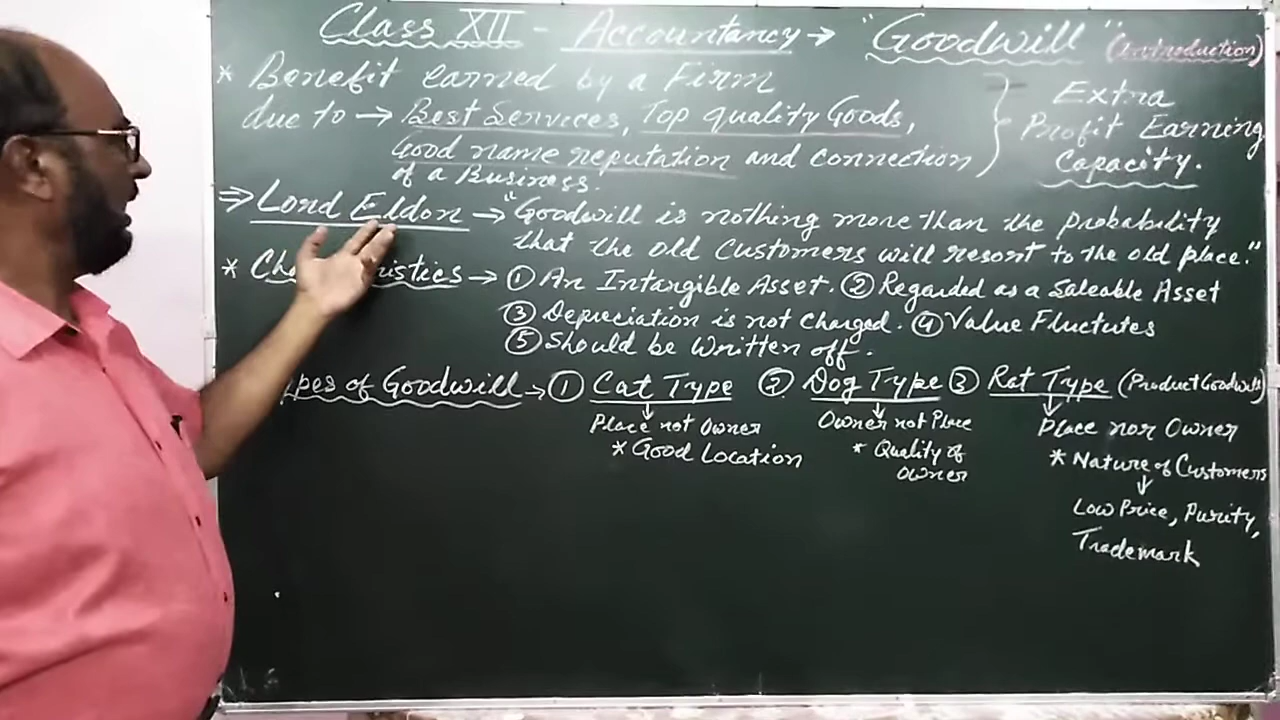 Class XII - Accountancy → "Goodwill" (An introduction)
* Benefit earned by a Firm
due to → Best Services, Top quality Goods,
Good name reputation and connection
of a Business.
Extra
Profit Earning
Capacity.
⇒ Lord Eldon → "Goodwill is nothing more than the probability
that the old customers will resort to the old place."
* Cha ristics → ① An Intangible Asset. ② Regarded as a Saleable Asset
③ Depreciation is not charged. ④ Value Fluctutes
⑤ Should be Written off.
ypes of Goodwill → ① Cat Type ② Dog Type ③ Rat Type (Product Goodwill)
Place not Owner
* Good Location
Owner not Place
* Quality of
owner
Place nor Owner
* Nature of Customers
Low Price, Purity,
Trademark